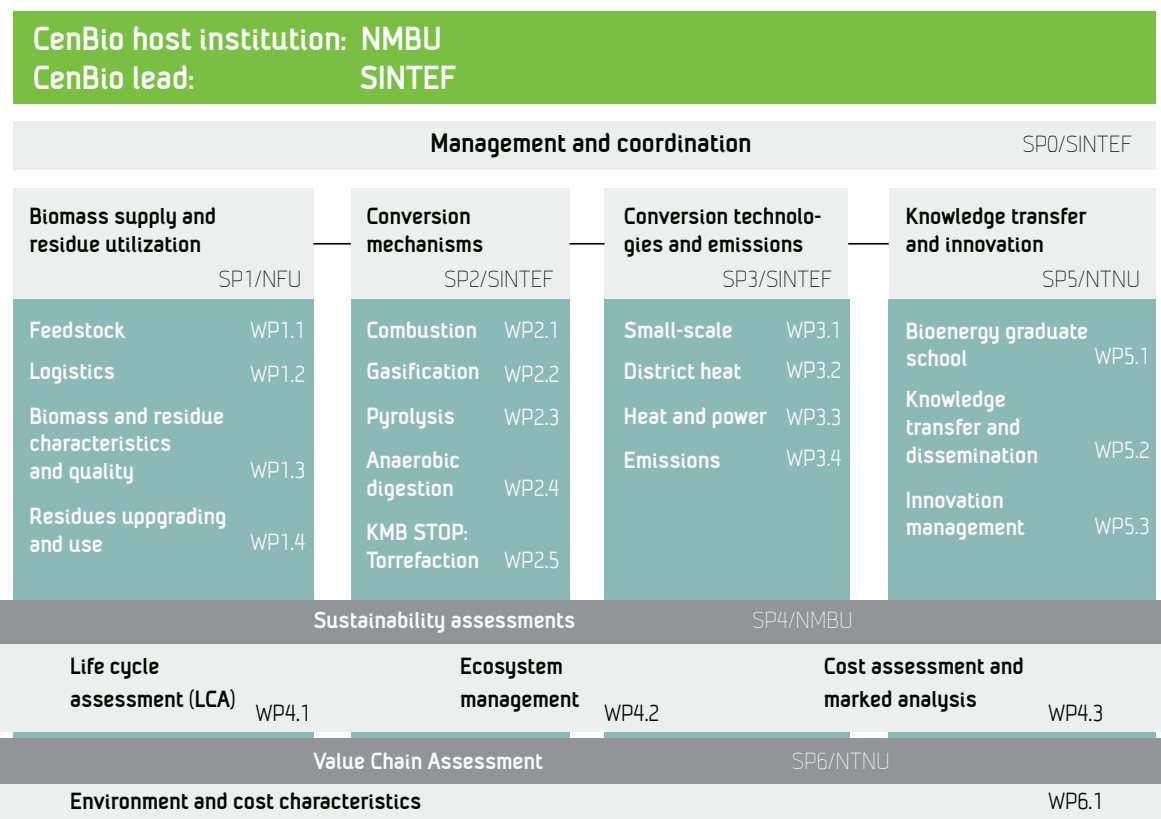 CenBio host institution: NMBU
CenBio lead: SINTEF
Management and coordination SP0/SINTEF
Biomass supply and
residue utilization
SP1/NFU
Feedstock WP1.1
Logistics WP1.2
Biomass and residue
characteristics
and quality WP1.3
Residues uppgrading
and use WP1.4
Conversion
mechanisms
SP2/SINTEF
Combustion WP2.1
Gasification WP2.2
Pyrolysis WP2.3
Anaerobic
digestion WP2.4
KMB STOP:
Torrefaction WP2.5
Conversion technolo-
gies and emissions
SP3/SINTEF
Small-scale WP3.1
District heat WP3.2
Heat and power WP3.3
Emissions WP3.4
Knowledge transfer
and innovation
SP5/NTNU
Bioenergy graduate
school WP5.1
Knowledge
transfer and
dissemination WP5.2
Innovation
management WP5.3
Sustainability assessments SP4/NMBU
Life cycle
assessment (LCA) WP4.1
Ecosystem
management WP4.2
Cost assessment and
marked analysis WP4.3
Value Chain Assessment SP6/NTNU
Environment and cost characteristics WP6.1